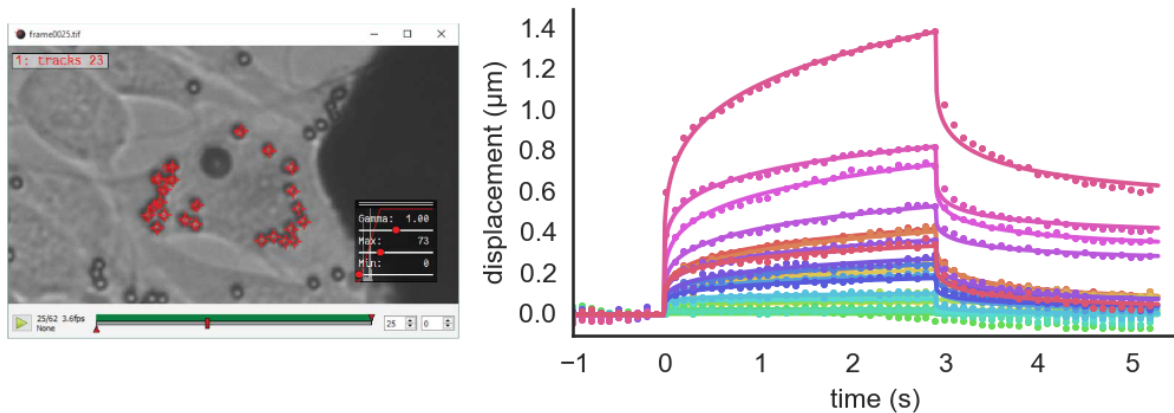 frame0025.tif
1: tracks 23
Gamma: 1.00
Max: 73
Min: 0
25/62 3.6fps
None
25
0
displacement (μm)
1.4
1.2
1.0
0.8
0.6
0.4
0.2
0.0
−1 0 1 2 3 4 5
time (s)